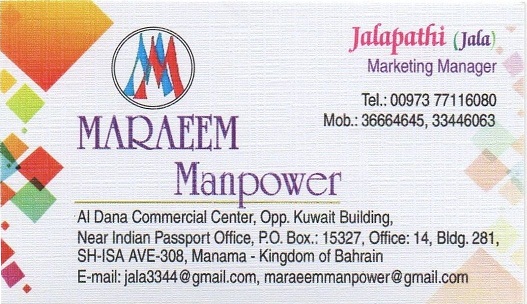 Jalapathi (Jala)
Marketing Manager
Tel.: 00973 77116080
Mob.: 36664645, 33446063
MARAEEM
Manpower
Al Dana Commercial Center, Opp. Kuwait Building,
Near Indian Passport Office, P.O. Box.: 15327, Office: 14, Bldg. 281,
SH-ISA AVE-308, Manama - Kingdom of Bahrain
E-mail: jala3344@gmail.com, maraeemmanpower@gmail.com